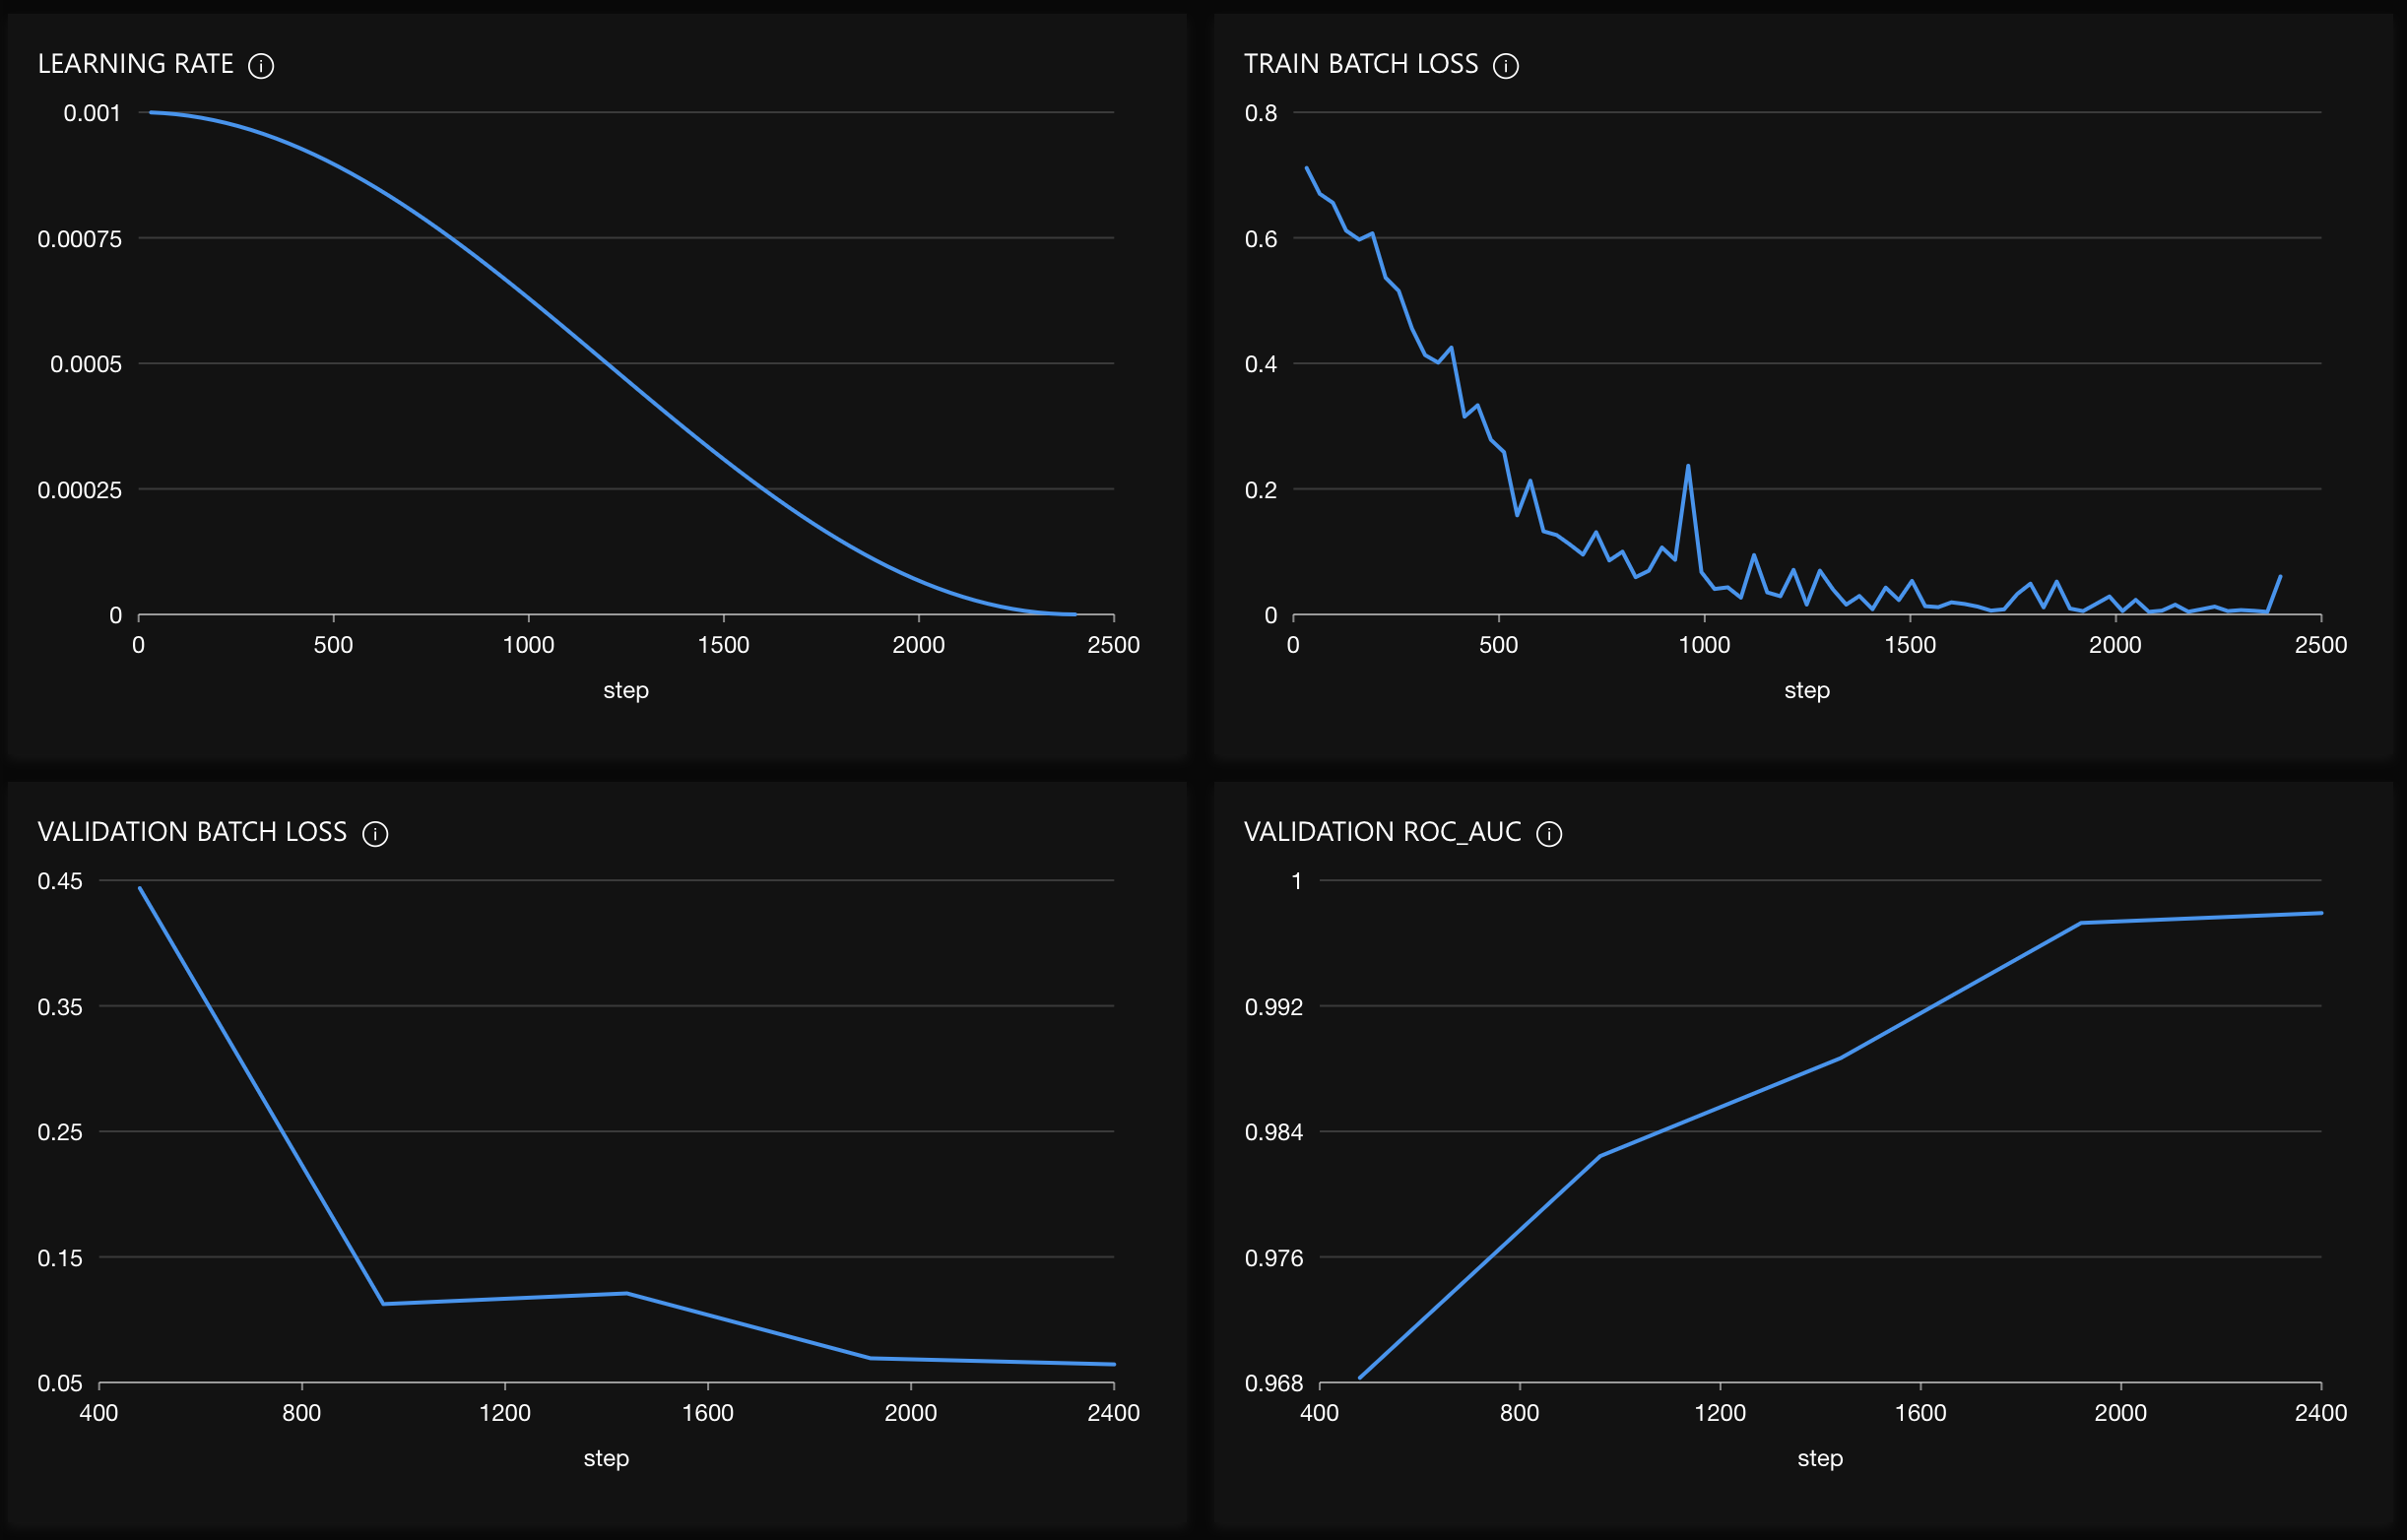 LEARNING RATE
0.001
0.00075
0.0005
0.00025
0
0 500 1000 1500 2000 2500
step
TRAIN BATCH LOSS
0.8
0.6
0.4
0.2
0
0 500 1000 1500 2000 2500
step
VALIDATION BATCH LOSS
0.45
0.35
0.25
0.15
0.05
400 800 1200 1600 2000 2400
step
VALIDATION ROC_AUC
1
0.992
0.984
0.976
0.968
400 800 1200 1600 2000 2400
step